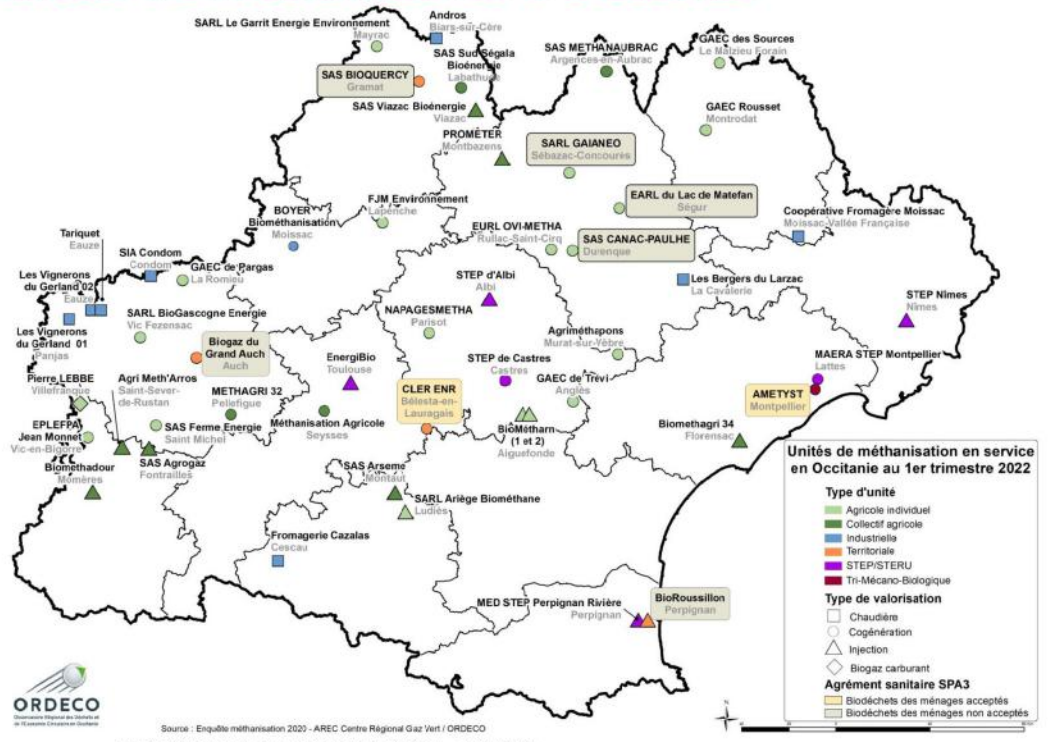 SARL Le Garrit Energie Environnement
Mayrac
Andros
Biars-sur-Cère
SAS Sud Ségala
Bioénergie
Labathude
SAS METHANAUBRAC
Argences-en-Aubrac
GAEC des Sources
Le Malzieu Forain
SAS BIOQUERCY
Gramat
SAS Viazac Bioénergie
Viazac
GAEC Rousset
Montrodat
PROMÉTER
Montbazens
SARL GAIANEO
Sébazac-Concourès
EARL du Lac de Matefan
Ségur
FJM Environnement
Lapenche
BOYER
Biométhanisation
Moissac
Coopérative Fromagère Moissac
Moissac-Vallée Française
EURL OVI-METHA
Rullac-Saint-Cirq
SAS CANAC-PAULHE
Durenque
Tariquet
Eauze
SIA Condom
Condom
GAEC de Pargas
La Romieu
Les Vignerons
du Gerland 02
Eauze
STEP d'Albi
Albi
Les Bergers du Larzac
La Cavalerie
STEP Nîmes
Nîmes
SARL BioGascogne Energie
Vic Fezensac
NAPAGESMETHA
Parisot
Les Vignerons
du Gerland 01
Panjas
Biogaz du
Grand Auch
Auch
Agriméthapons
Murat-sur-Vèbre
EnergiBio
Toulouse
STEP de Castres
Castres
MAERA STEP Montpellier
Lattes
Pierre LEBBE
Villefranque
Agri Meth'Arros
Saint-Sever-
de-Rustan
METHAGRI 32
Pellefigue
CLER ENR
Bélesta-en-
Lauragais
GAEC de Trévi
Anglès
AMETYST
Montpellier
EPLEFPA
Jean Monnet
Vic-en-Bigorre
SAS Ferme Energie
Saint Michel
Méthanisation Agricole
Seysses
BioMétharn
(1 et 2)
Aiguefonde
Biomethagri 34
Florensac
Biométhadour
Momères
SAS Agrogaz
Fontrailles
SAS Arseme
Montaut
SARL Ariège Biométhane
Ludiès
Fromagerie Cazalas
Cescau
MED STEP Perpignan Rivière
Perpignan
BioRoussillon
Perpignan
Unités de méthanisation en service
en Occitanie au 1er trimestre 2022
Type d'unité
Agricole individuel
Collectif agricole
Industrielle
Territoriale
STEP/STERU
Tri-Mécano-Biologique
Type de valorisation
Chaudière
Cogénération
Injection
Biogaz carburant
Agrément sanitaire SPA3
Biodéchets des ménages acceptés
Biodéchets des ménages non acceptés
N
ORDECO
Observatoire Régional des Déchets et
de l'Economie Circulaire en Occitanie
Source : Enquête méthanisation 2020 - AREC Centre Régional Gaz Vert / ORDECO